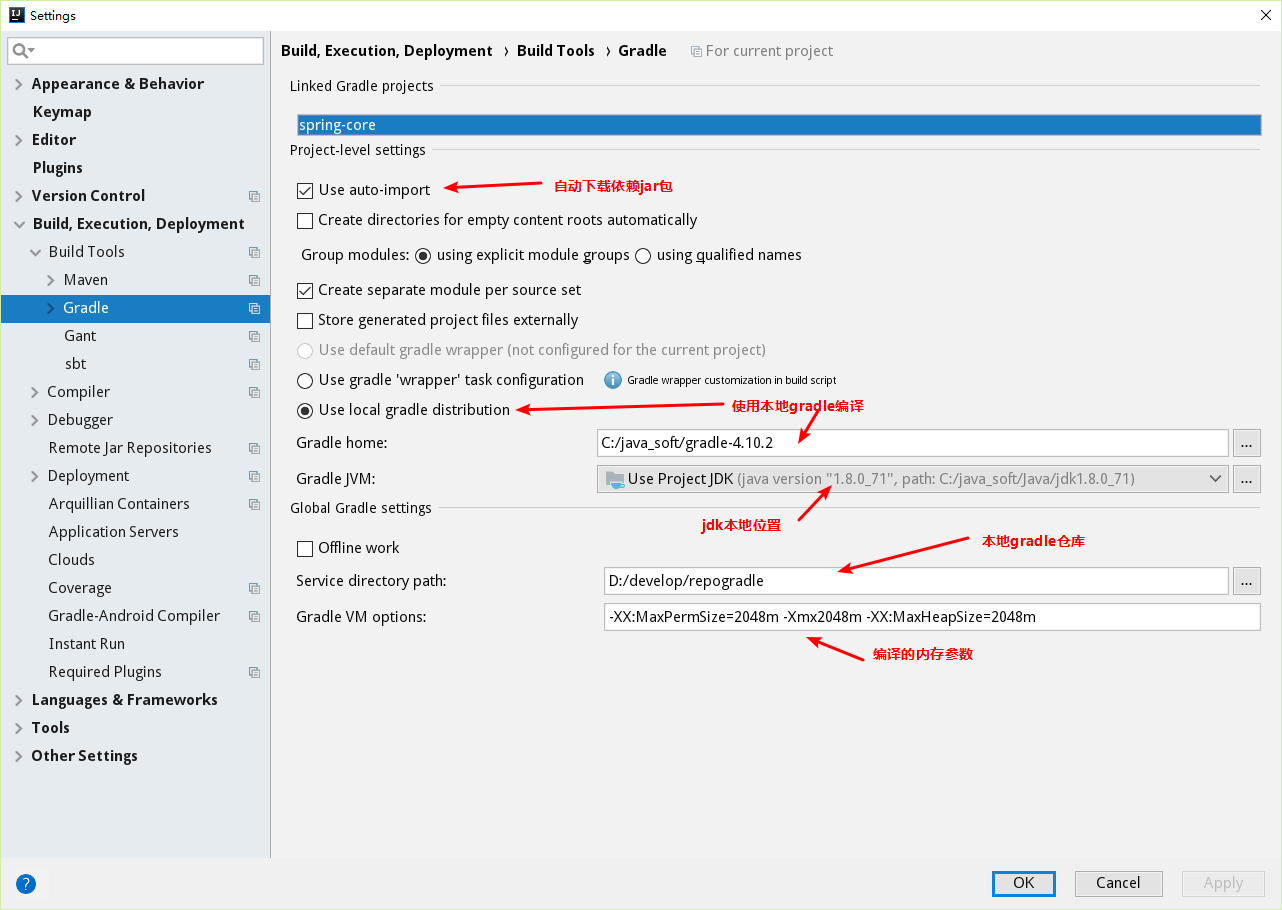 Settings
Appearance & Behavior
Keymap
Editor
Plugins
Version Control
Build, Execution, Deployment
Build Tools
Maven
Gradle
Gant
sbt
Compiler
Debugger
Remote Jar Repositories
Deployment
Arquillian Containers
Application Servers
Clouds
Coverage
Gradle-Android Compiler
Instant Run
Required Plugins
Languages & Frameworks
Tools
Other Settings
Build, Execution, Deployment › Build Tools › Gradle For current project
Linked Gradle projects
spring-core
Project-level settings
Use auto-import 自动下载依赖jar包
Create directories for empty content roots automatically
Group modules: using explicit module groups using qualified names
Create separate module per source set
Store generated project files externally
Use default gradle wrapper (not configured for the current project)
Use gradle 'wrapper' task configuration Gradle wrapper customization in build script
Use local gradle distribution 使用本地gradle编译
Gradle home: C:/java_soft/gradle-4.10.2 ...
Gradle JVM: Use Project JDK (java version "1.8.0_71", path: C:/java_soft/Java/jdk1.8.0_71) ...
Global Gradle settings
jdk本地位置
Offline work
本地gradle仓库
Service directory path: D:/develop/repogradle ...
Gradle VM options: -XX:MaxPermSize=2048m -Xmx2048m -XX:MaxHeapSize=2048m
编译的内存参数
? OK Cancel Apply